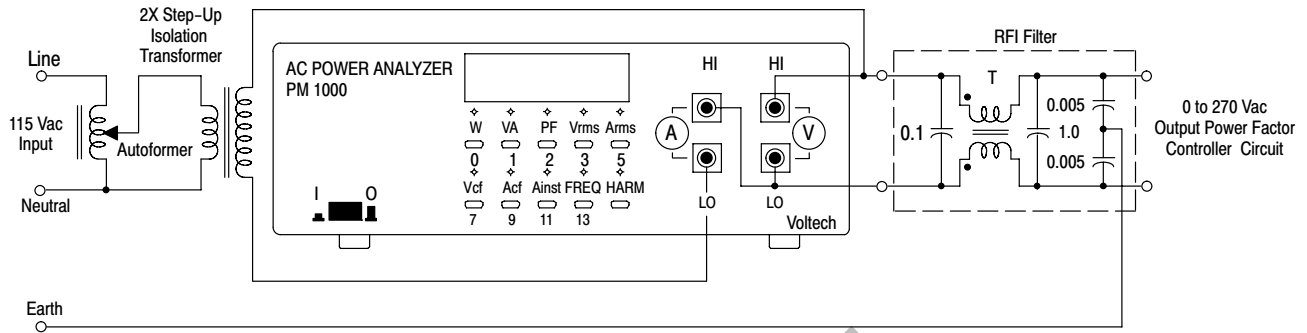 2X Step-Up
Isolation
Transformer
Line
115 Vac
Input
Autoformer
Neutral
Earth
AC POWER ANALYZER
PM 1000
W VA PF Vrms Arms
0 1 2 3 5
Vcf Acf Ainst FREQ HARM
7 9 11 13
I O
HI HI
A V
LO LO
Voltech
RFI Filter
T
0.1
0.005
1.0
0.005
0 to 270 Vac
Output Power Factor
Controller Circuit